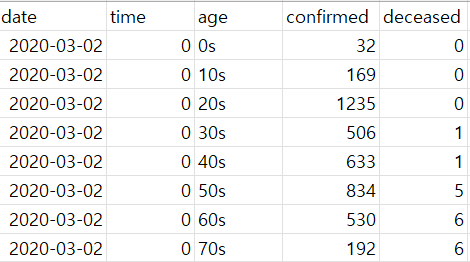 date time age confirmed deceased
2020-03-02 0 0s 32 0
2020-03-02 0 10s 169 0
2020-03-02 0 20s 1235 0
2020-03-02 0 30s 506 1
2020-03-02 0 40s 633 1
2020-03-02 0 50s 834 5
2020-03-02 0 60s 530 6
2020-03-02 0 70s 192 6